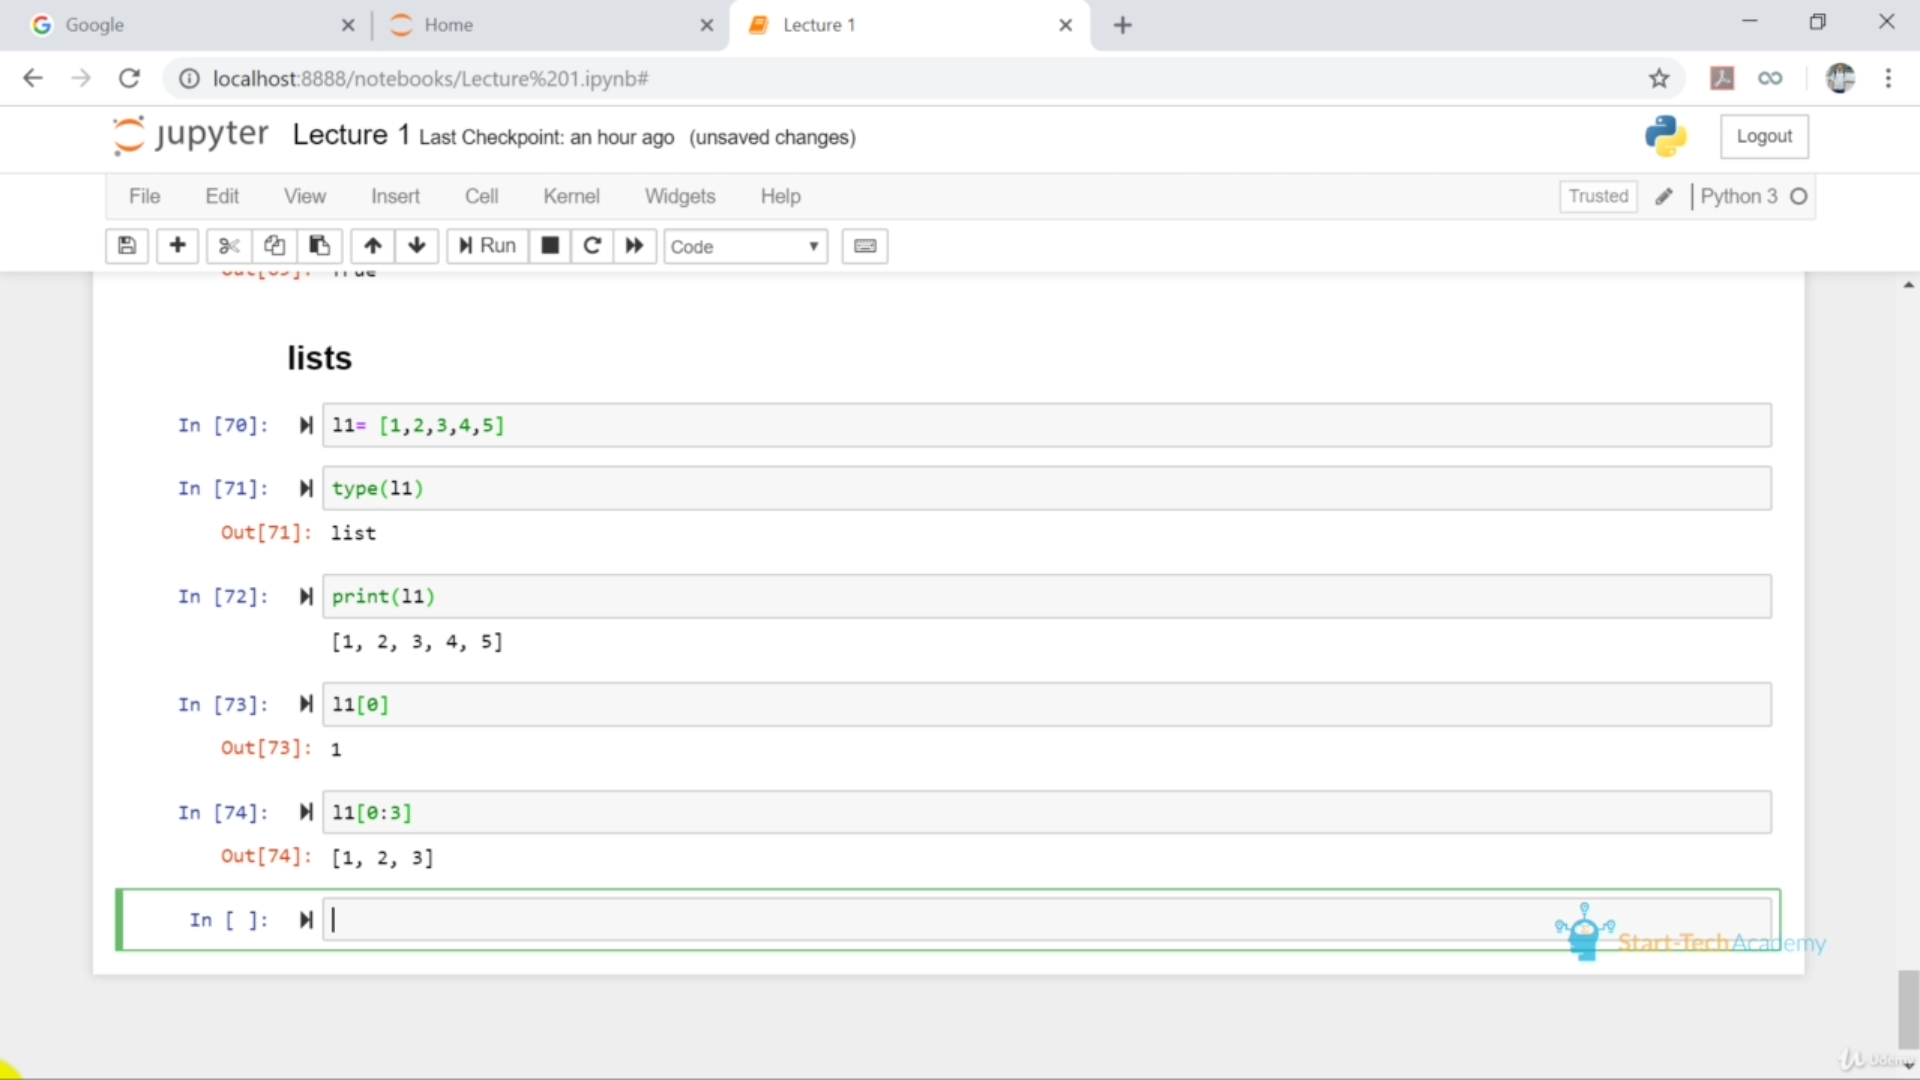 Google
Home
Lecture 1
localhost:8888/notebooks/Lecture%201.ipynb#
jupyter Lecture 1 Last Checkpoint: an hour ago (unsaved changes)
Logout
File Edit View Insert Cell Kernel Widgets Help
Trusted Python 3
Run Code
Out[69]: True
lists
In [70]: l1= [1,2,3,4,5]
In [71]: type(l1)
Out[71]: list
In [72]: print(l1)
[1, 2, 3, 4, 5]
In [73]: l1[0]
Out[73]: 1
In [74]: l1[0:3]
Out[74]: [1, 2, 3]
In [ ]:
Start-Tech Academy
Udemy